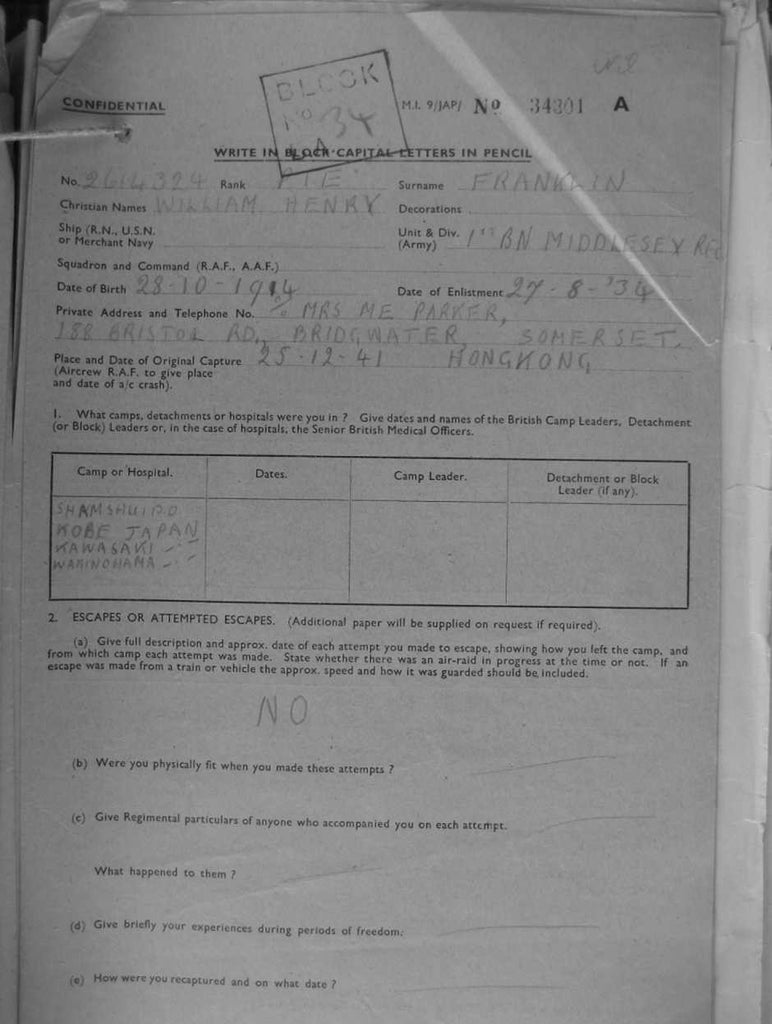 Nil
BLOCK
No 34
A
CONFIDENTIAL
M.I. 9/JAP/ No 34301 A
WRITE IN BLOCK CAPITAL LETTERS IN PENCIL
No. 2614324 Rank PTE Surname FRANKLIN
Christian Names WILLIAM HENRY Decorations
Ship (R.N., U.S.N. or Merchant Navy
Unit & Div. (Army) 1ST BN MIDDLESEX REG
Squadron and Command (R.A.F., A.A.F.)
Date of Birth 28-10-1914 Date of Enlistment 27-8-'34
Private Address and Telephone No. c/o MRS ME PARKER,
188 BRISTOL RD, BRIDGWATER, SOMERSET.
Place and Date of Original Capture 25-12-41 HONGKONG
(Aircrew R.A.F. to give place
and date of a/c crash).
1. What camps, detachments or hospitals were you in ? Give dates and names of the British Camp Leaders, Detachment
(or Block) Leaders or, in the case of hospitals, the Senior British Medical Officers.
Camp or Hospital. Dates. Camp Leader. Detachment or Block Leader (if any).
SHAMSHUIPO
KOBE JAPAN
KAWASAKI -"-
WAKINOHAMA -"-
2. ESCAPES OR ATTEMPTED ESCAPES. (Additional paper will be supplied on request if required).
(a) Give full description and approx. date of each attempt you made to escape, showing how you left the camp, and
from which camp each attempt was made. State whether there was an air-raid in progress at the time or not. If an
escape was made from a train or vehicle the approx. speed and how it was guarded should be included.
NO
(b) Were you physically fit when you made these attempts ?
(c) Give Regimental particulars of anyone who accompanied you on each attempt.
What happened to them ?
(d) Give briefly your experiences during periods of freedom.
(e) How were you recaptured and on what date ?